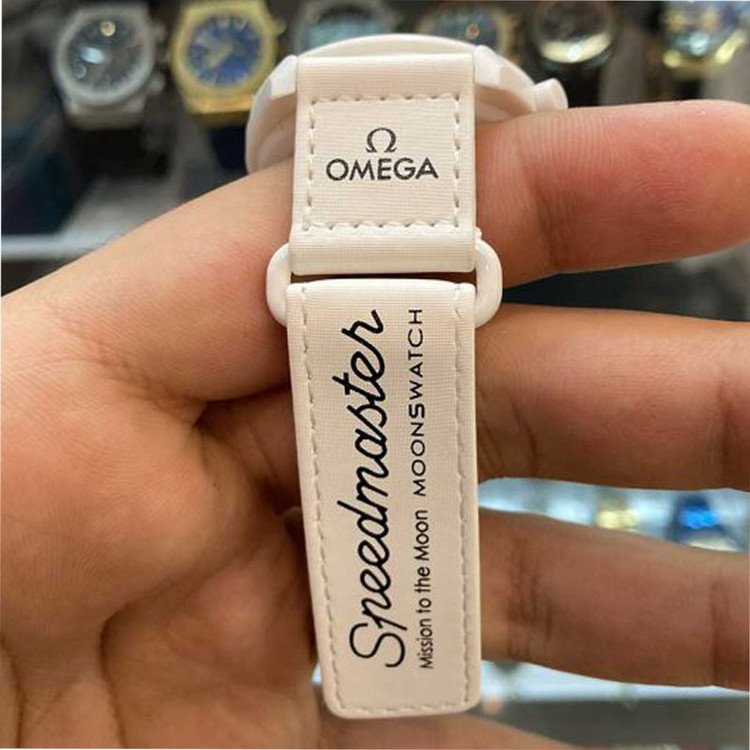 Ω
OMEGA
Speedmaster
Mission to the Moon MOONSWATCH